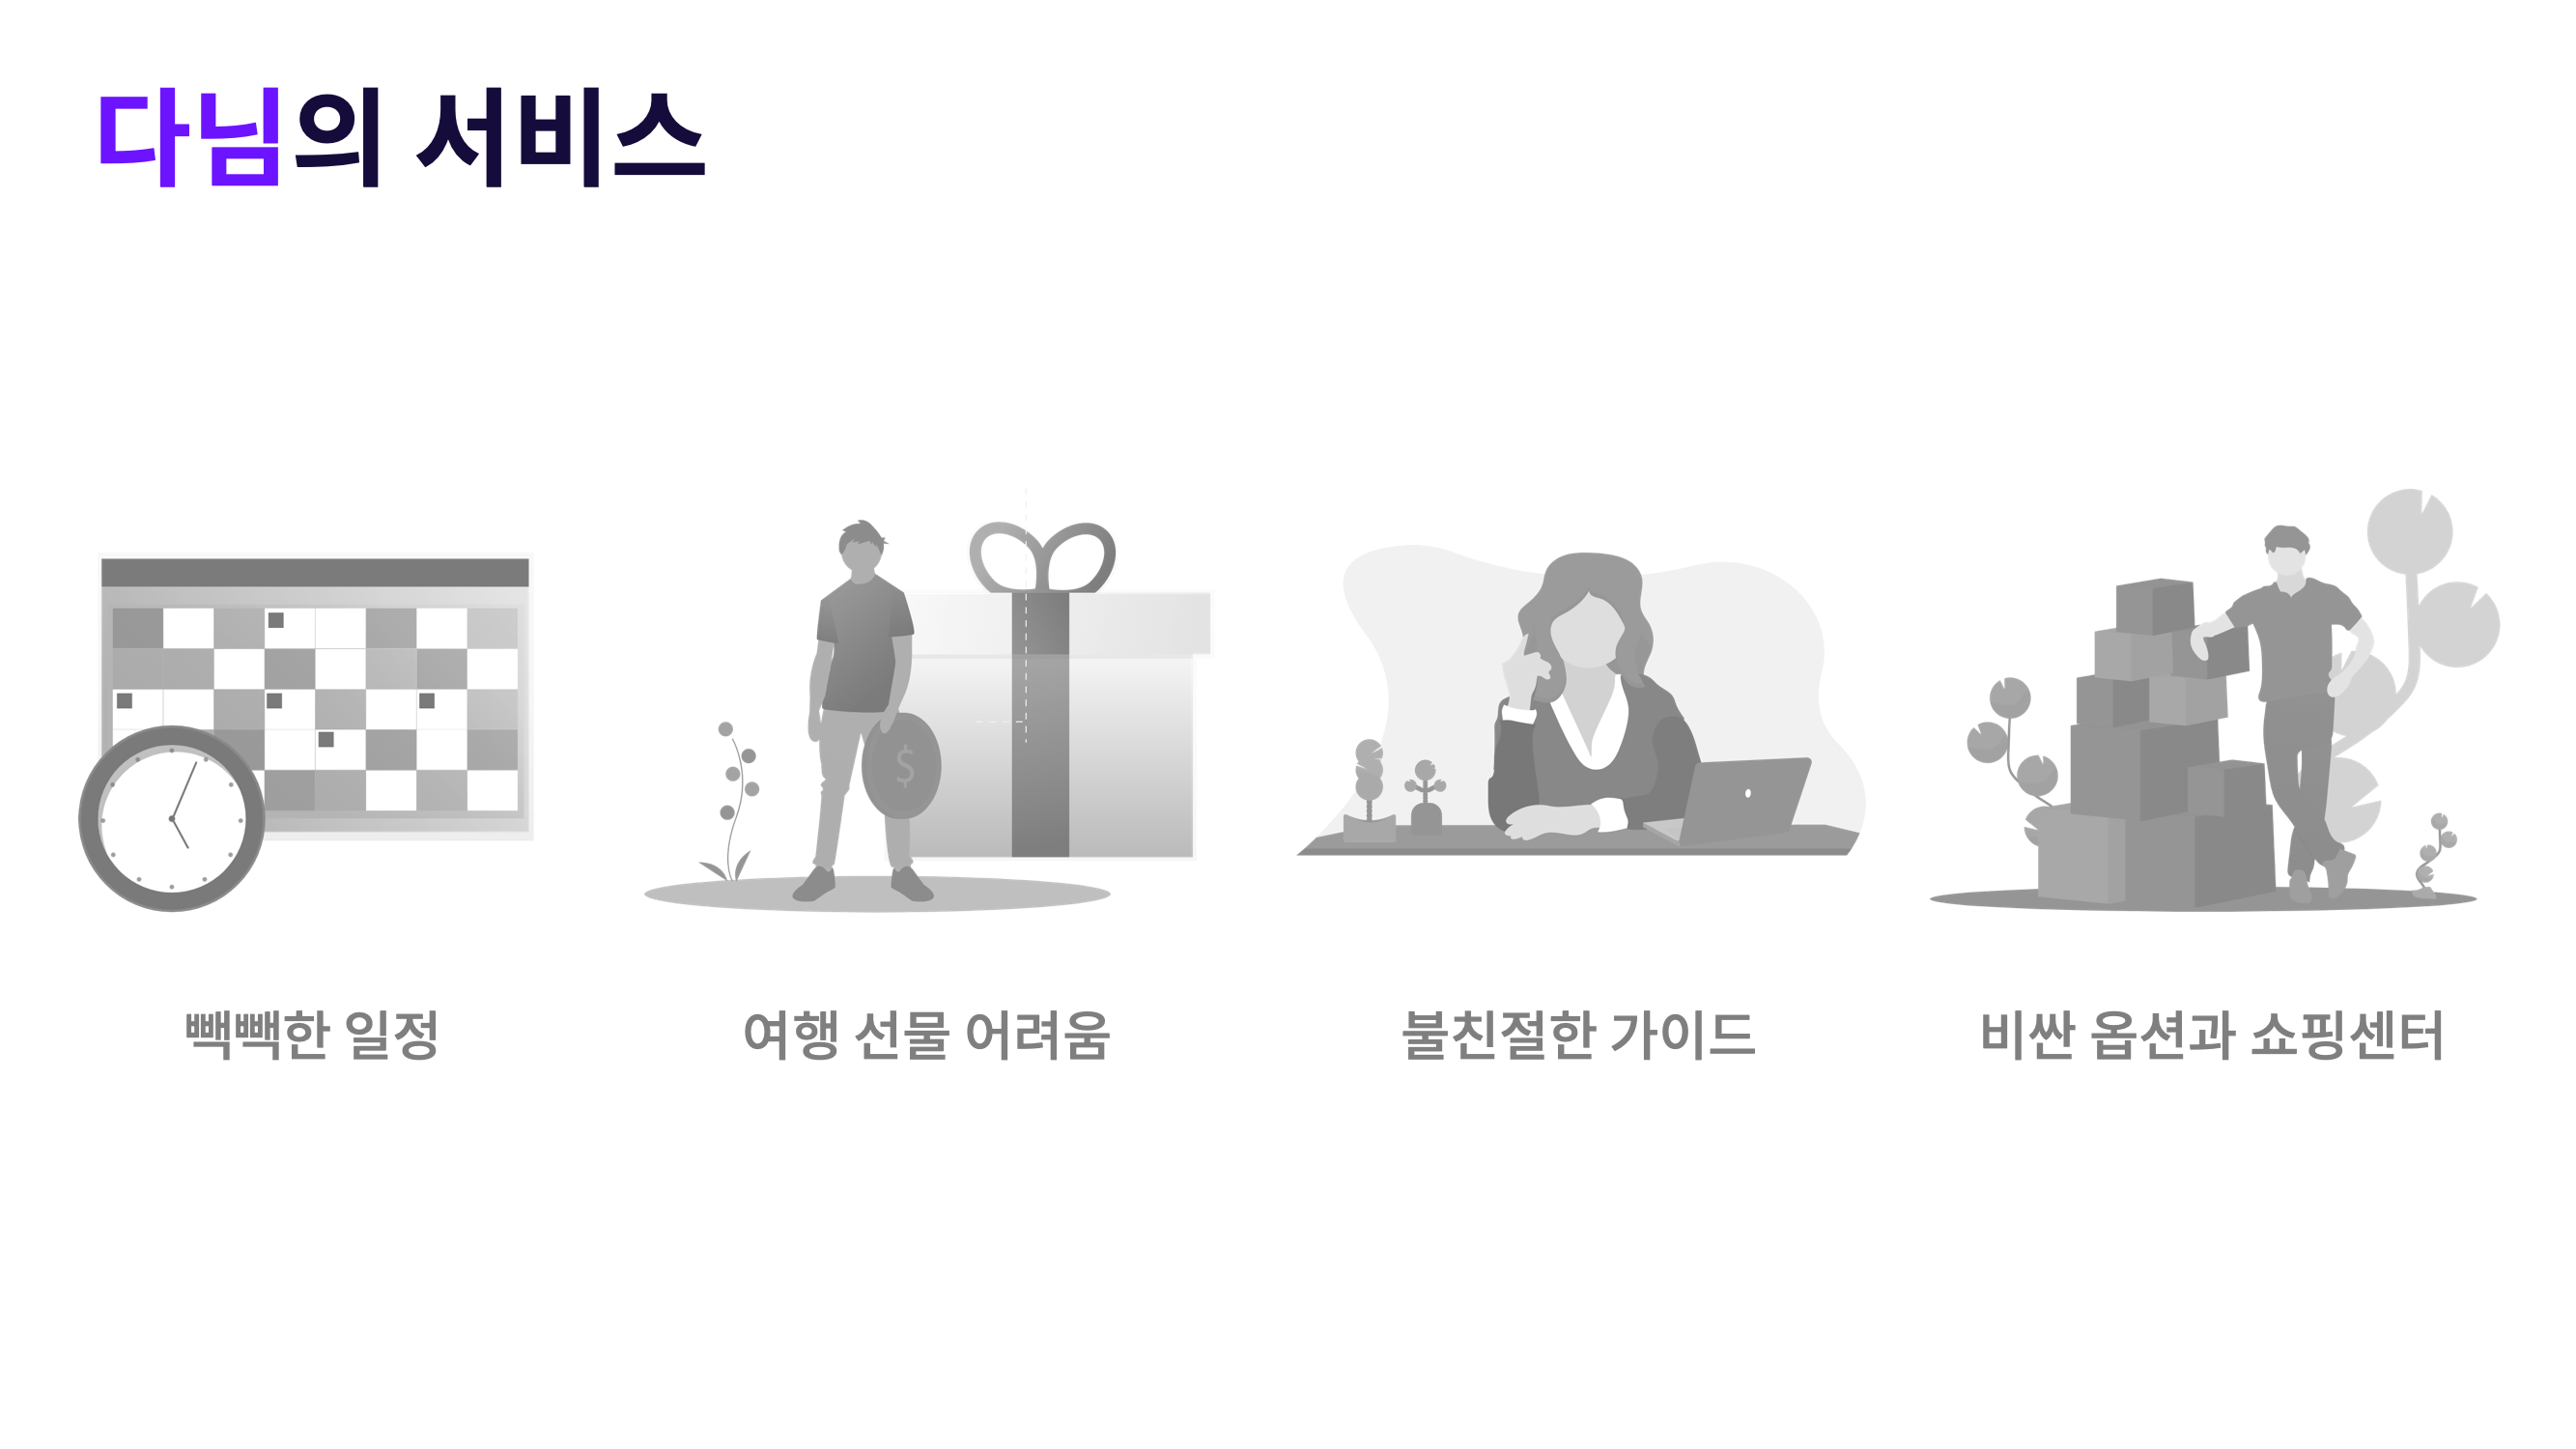 다님의 서비스
빽빽한 일정
여행 선물 어려움
불친절한 가이드
비싼 옵션과 쇼핑센터
$